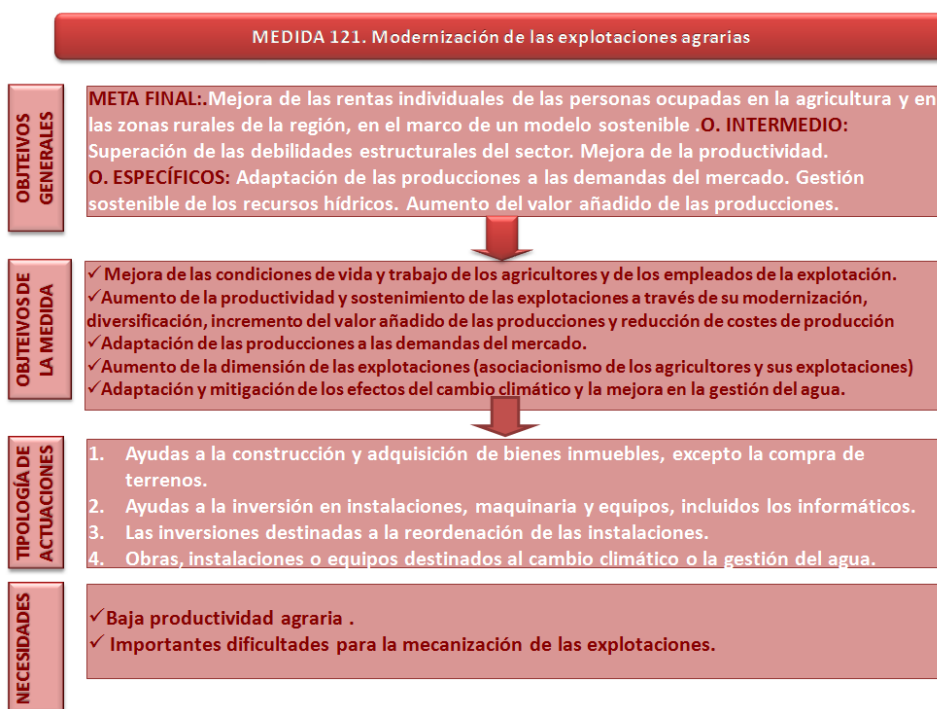 MEDIDA 121. Modernización de las explotaciones agrarias
OBJTEIVOS
GENERALES
META FINAL:.Mejora de las rentas individuales de las personas ocupadas en la agricultura y en
las zonas rurales de la región, en el marco de un modelo sostenible .O. INTERMEDIO:
Superación de las debilidades estructurales del sector. Mejora de la productividad.
O. ESPECÍFICOS: Adaptación de las producciones a las demandas del mercado. Gestión
sostenible de los recursos hídricos. Aumento del valor añadido de las producciones.
OBJTEIVOS DE
LA MEDIDA
✓Mejora de las condiciones de vida y trabajo de los agricultores y de los empleados de la explotación.
✓Aumento de la productividad y sostenimiento de las explotaciones a través de su modernización,
diversificación, incremento del valor añadido de las producciones y reducción de costes de producción
✓Adaptación de las producciones a las demandas del mercado.
✓Aumento de la dimensión de las explotaciones (asociacionismo de los agricultores y sus explotaciones)
✓Adaptación y mitigación de los efectos del cambio climático y la mejora en la gestión del agua.
TIPOLOGÍA DE
ACTUACIONES
1. Ayudas a la construcción y adquisición de bienes inmuebles, excepto la compra de
terrenos.
2. Ayudas a la inversión en instalaciones, maquinaria y equipos, incluidos los informáticos.
3. Las inversiones destinadas a la reordenación de las instalaciones.
4. Obras, instalaciones o equipos destinados al cambio climático o la gestión del agua.
NECESIDADES
✓Baja productividad agraria .
✓ Importantes dificultades para la mecanización de las explotaciones.